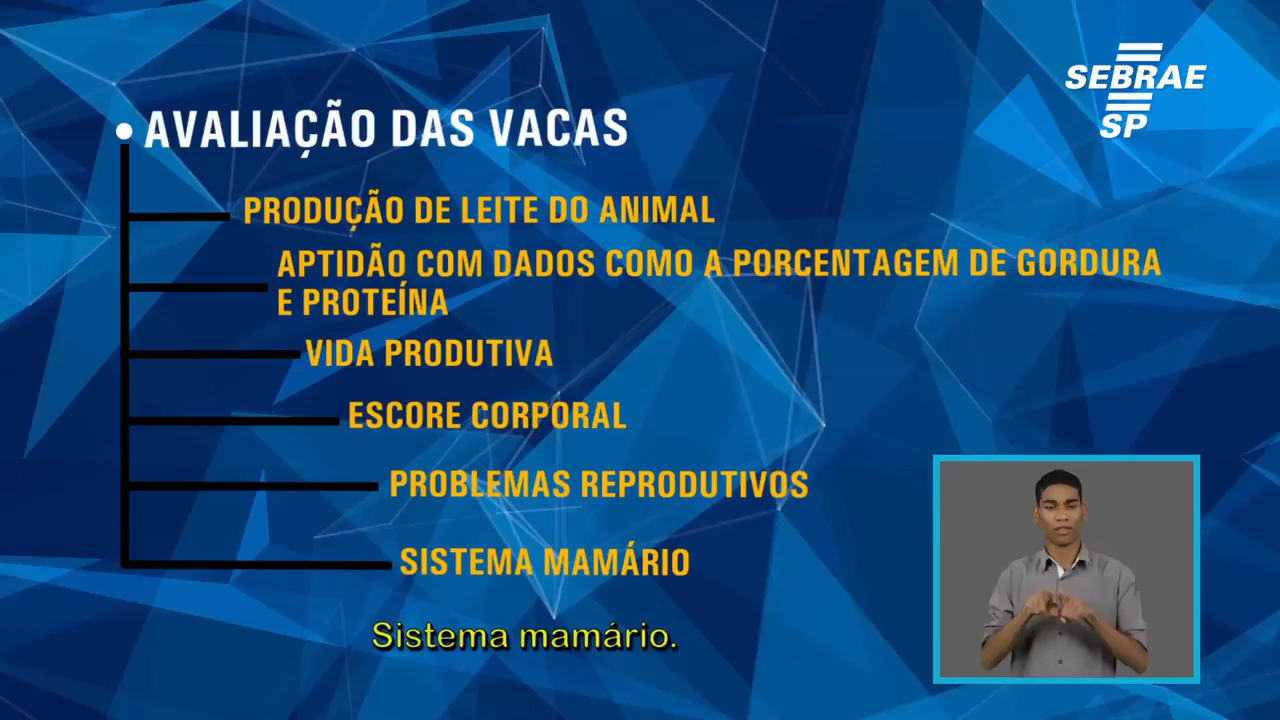 SEBRAE
SP
• AVALIAÇÃO DAS VACAS
PRODUÇÃO DE LEITE DO ANIMAL
APTIDÃO COM DADOS COMO A PORCENTAGEM DE GORDURA
E PROTEÍNA
VIDA PRODUTIVA
ESCORE CORPORAL
PROBLEMAS REPRODUTIVOS
SISTEMA MAMÁRIO
Sistema mamário.